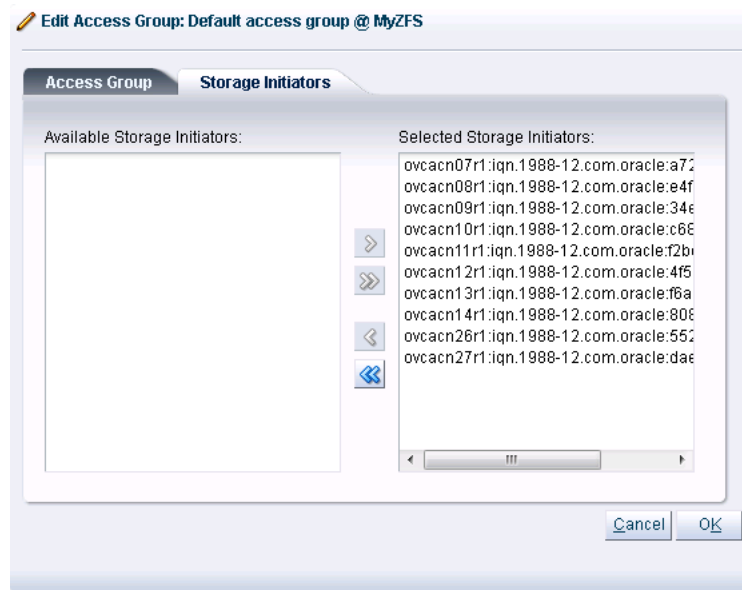 Edit Access Group: Default access group @ MyZFS
Access Group
Storage Initiators
Available Storage Initiators:
Selected Storage Initiators:
ovcacn07r1:iqn.1988-12.com.oracle:a72
ovcacn08r1:iqn.1988-12.com.oracle:e4f
ovcacn09r1:iqn.1988-12.com.oracle:34e
ovcacn10r1:iqn.1988-12.com.oracle:c68
ovcacn11r1:iqn.1988-12.com.oracle:f2b
ovcacn12r1:iqn.1988-12.com.oracle:4f5
ovcacn13r1:iqn.1988-12.com.oracle:f6a
ovcacn14r1:iqn.1988-12.com.oracle:808
ovcacn26r1:iqn.1988-12.com.oracle:552
ovcacn27r1:iqn.1988-12.com.oracle:dae
Cancel
OK